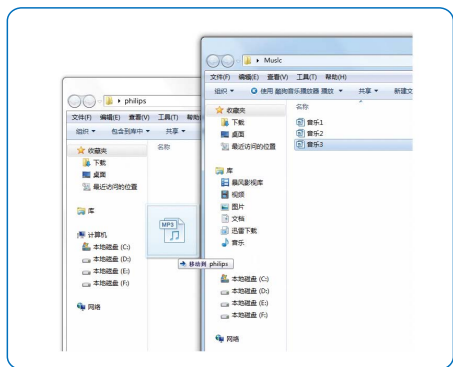 Music
文件(F) 编辑(E) 查看(V) 工具(T) 帮助(H)
组织 使用 酷狗音乐播放器 播放 共享 新建文
收藏夹
下载
桌面
最近访问的位置
库
暴风影视库
视频
图片
文档
迅雷下载
音乐
本地磁盘 (C:)
本地磁盘 (D:)
本地磁盘 (E:)
本地磁盘 (F:)
网络
名称
音乐1
音乐2
音乐3
philips
文件(F) 编辑(E) 查看(V) 工具(T) 帮助
组织 包含到库中 共享
收藏夹
下载
桌面
最近访问的位置
库
计算机
本地磁盘 (C:)
本地磁盘 (D:)
本地磁盘 (E:)
本地磁盘 (F:)
网络
名称
MP3
移动到 philips